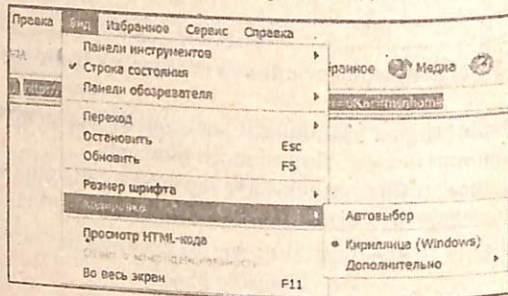 Правка Вид Избранное Сервис Справка
Панели инструментов
Строка состояния
Панели обозревателя
Медиа
Переход
Остановить Esc
Обновить F5
Размер шрифта
Кодировка
Автовыбор
Кириллица (Windows)
Дополнительно
Просмотр HTML-кода
Во весь экран F11